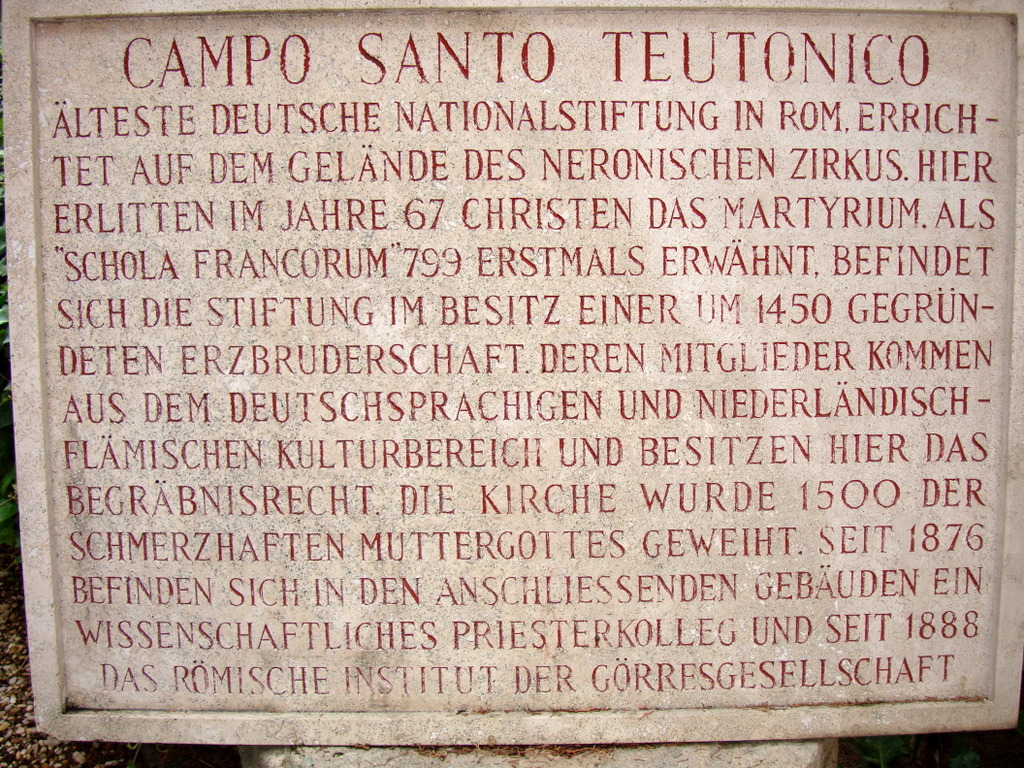 CAMPO SANTO TEUTONICO
ÄLTESTE DEUTSCHE NATIONALSTIFTUNG IN ROM, ERRICH-
TET AUF DEM GELÄNDE DES NERONISCHEN ZIRKUS. HIER
ERLITTEN IM JAHRE 67 CHRISTEN DAS MARTYRIUM. ALS
"SCHOLA FRANCORUM" 799 ERSTMALS ERWÄHNT, BEFINDET
SICH DIE STIFTUNG IM BESITZ EINER UM 1450 GEGRÜN-
DETEN ERZBRUDERSCHAFT, DEREN MITGLIEDER KOMMEN
AUS DEM DEUTSCHSPRACHIGEN UND NIEDERLÄNDISCH-
FLÄMISCHEN KULTURBEREICH UND BESITZEN HIER DAS
BEGRÄBNISRECHT. DIE KIRCHE WURDE 1500 DER
SCHMERZHAFTEN MUTTERGOTTES GEWEIHT. SEIT 1876
BEFINDEN SICH IN DEN ANSCHLIESSENDEN GEBÄUDEN EIN
WISSENSCHAFTLICHES PRIESTERKOLLEG UND SEIT 1888
DAS RÖMISCHE INSTITUT DER GÖRRESGESELLSCHAFT